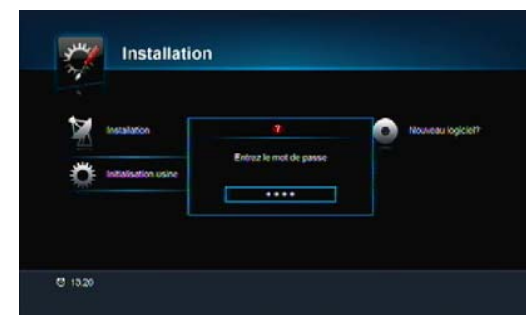 Installation
Installation
Initialisation usine
?
Entrez le mot de passe
****
Nouveau logiciel?
13:20